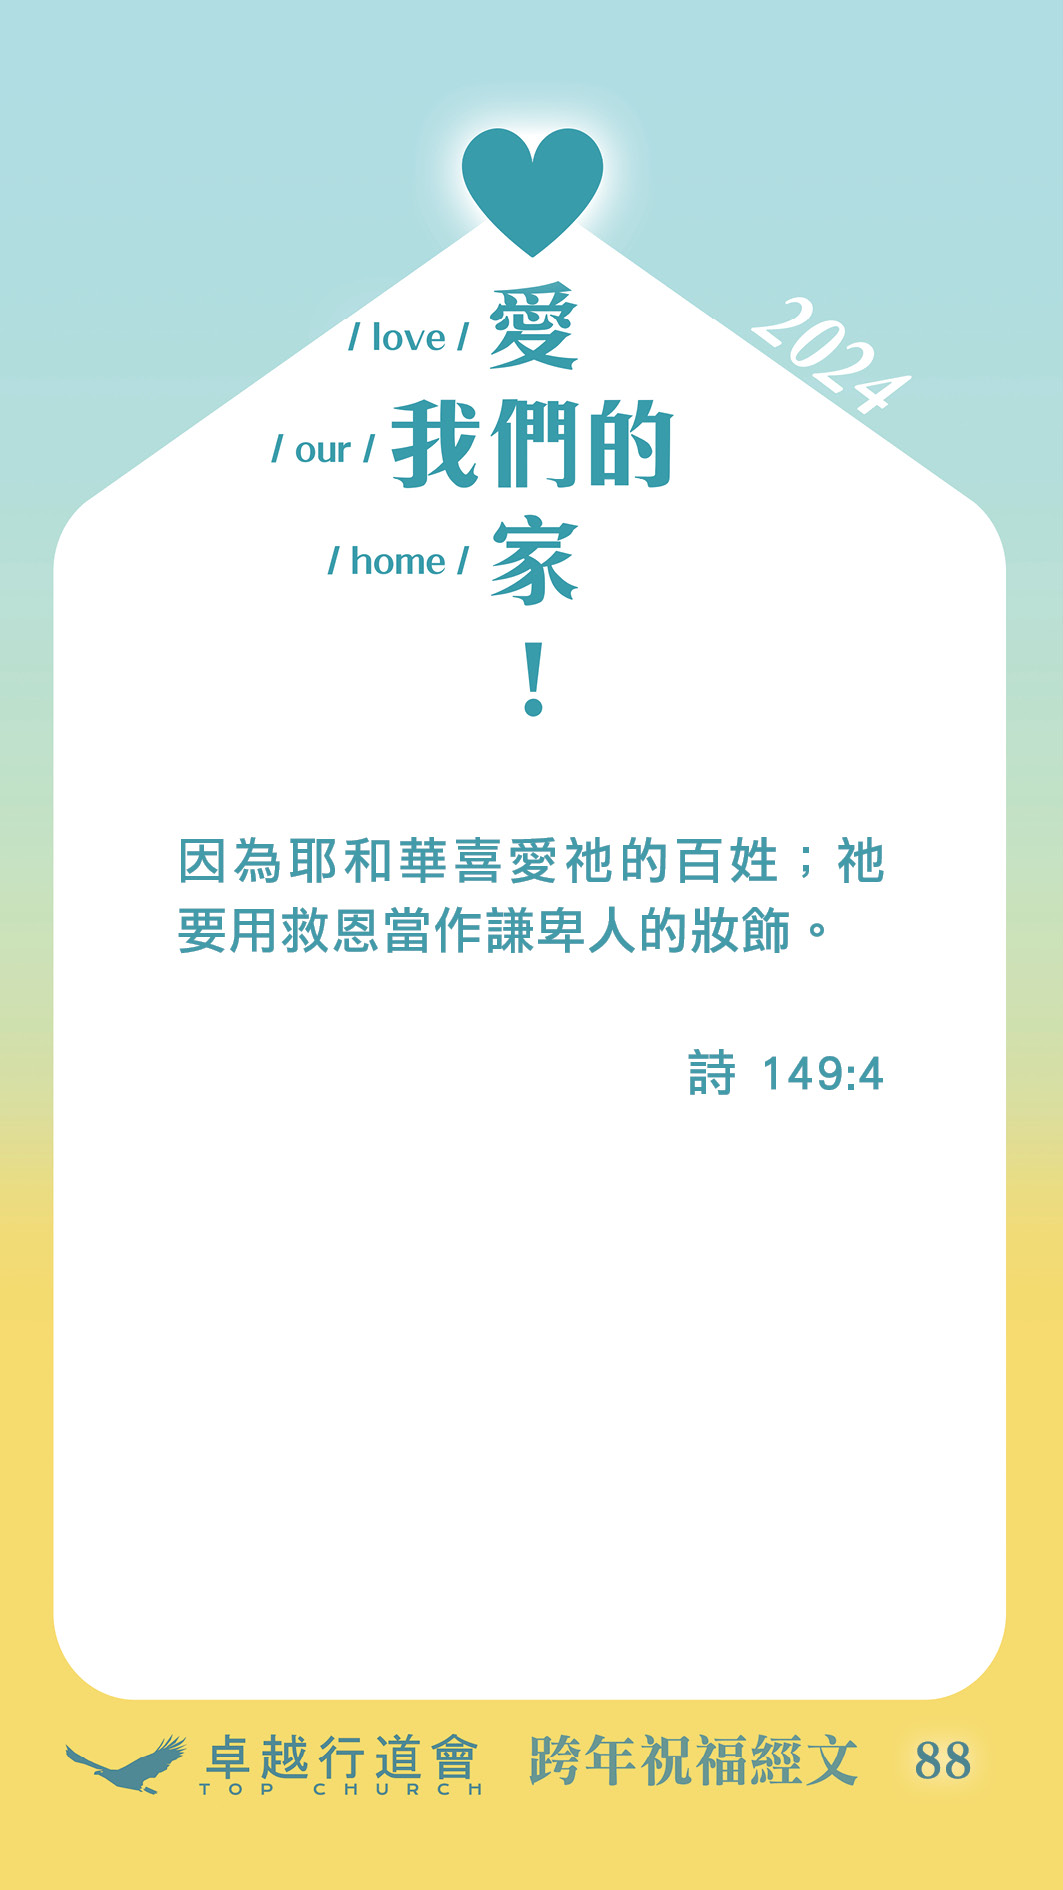 2024
/ love / 愛
/ our / 我們的
/ home / 家
!
因為耶和華喜愛祂的百姓；祂
要用救恩當作謙卑人的妝飾。
詩 149:4
卓越行道會 跨年祝福經文 88
TOP CHURCH